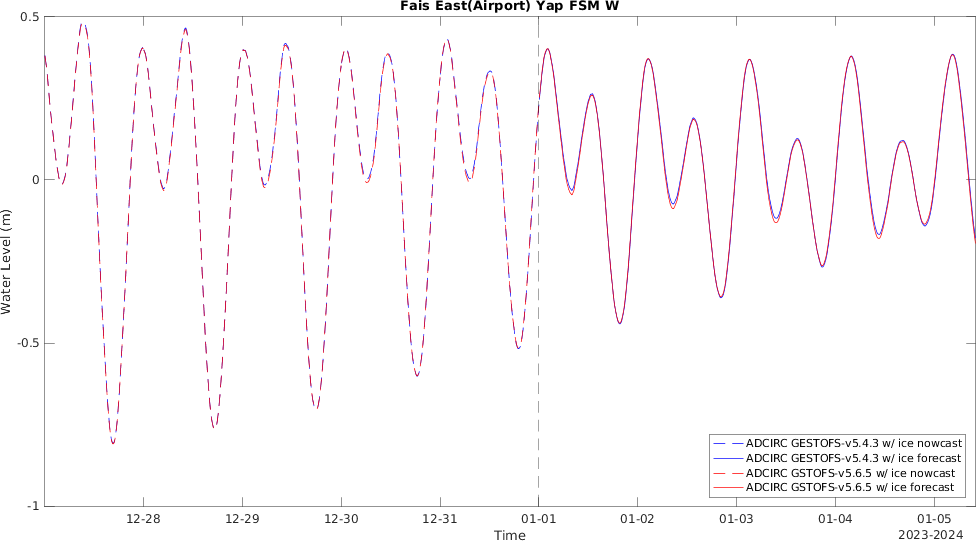 Fais East(Airport) Yap FSM W
0.5
0
-0.5
-1
Water Level (m)
12-28 12-29 12-30 12-31 01-01 01-02 01-03 01-04 01-05
Time
2023-2024
ADCIRC GESTOFS-v5.4.3 w/ ice nowcast
ADCIRC GESTOFS-v5.4.3 w/ ice forecast
ADCIRC GSTOFS-v5.6.5 w/ ice nowcast
ADCIRC GSTOFS-v5.6.5 w/ ice forecast